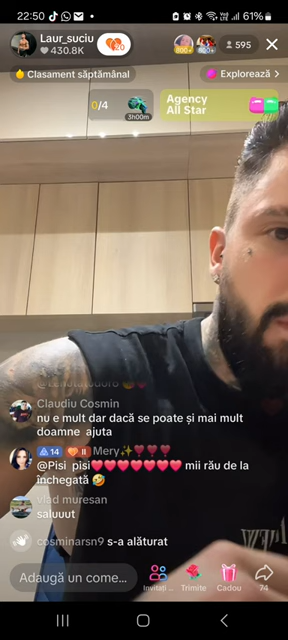 22:50
61%
Laur_suciu
430.8K
20
800+
600+
595
Clasament săptămânal
Explorează >
0/4
3h00m
Agency
All Star
Claudiu Cosmin
nu e mult dar dacă se poate și mai mult
doamne ajuta
14 II Mery✨❣️❣️❣️
@Pisi pisi❤️❤️❤️❤️❤️❤️❤️ mii rău de la
închegată 🤣
vlad muresan
saluuut
cosminarsn9 s-a alăturat
Adaugă un come...
Invitați ...
Trimite
Cadou
74